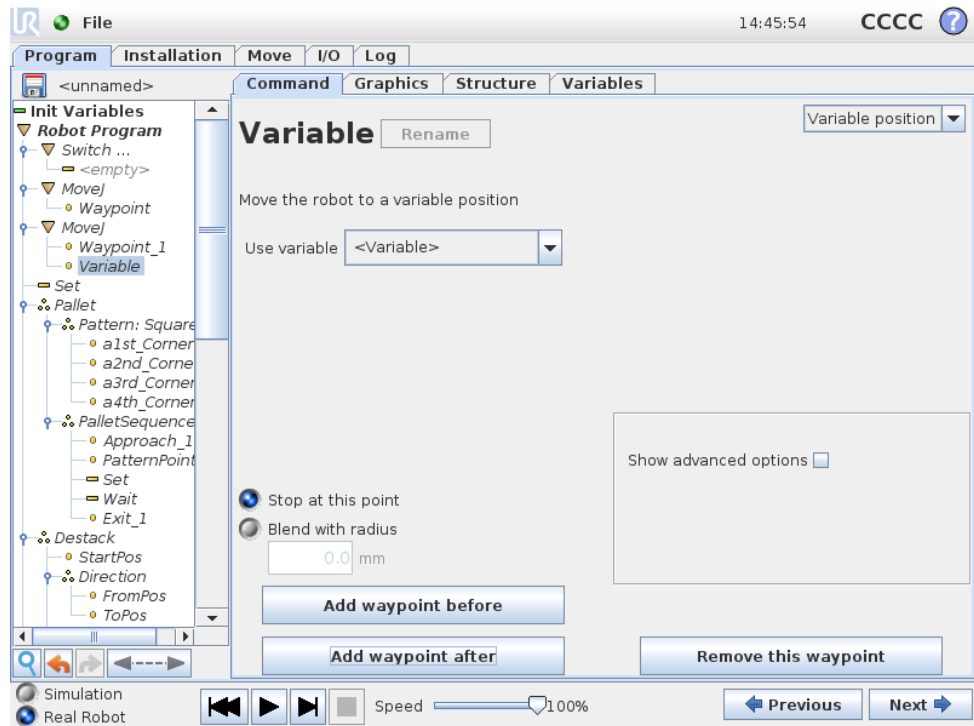 UR File 14:45:54 CCCC ?
Program Installation Move I/O Log
<unnamed>
Command Graphics Structure Variables
Init Variables
Robot Program
Switch ...
<empty>
MoveJ
Waypoint
MoveJ
Waypoint_1
Variable
Set
Pallet
Pattern: Square
a1st_Corner
a2nd_Corne
a3rd_Corner
a4th_Corner
PalletSequence
Approach_1
PatternPoint
Set
Wait
Exit_1
Destack
StartPos
Direction
FromPos
ToPos
Variable Rename
Variable position
Move the robot to a variable position
Use variable <Variable>
Show advanced options
Stop at this point
Blend with radius
0.0 mm
Add waypoint before
Add waypoint after
Remove this waypoint
Simulation
Real Robot
Speed 100%
Previous Next